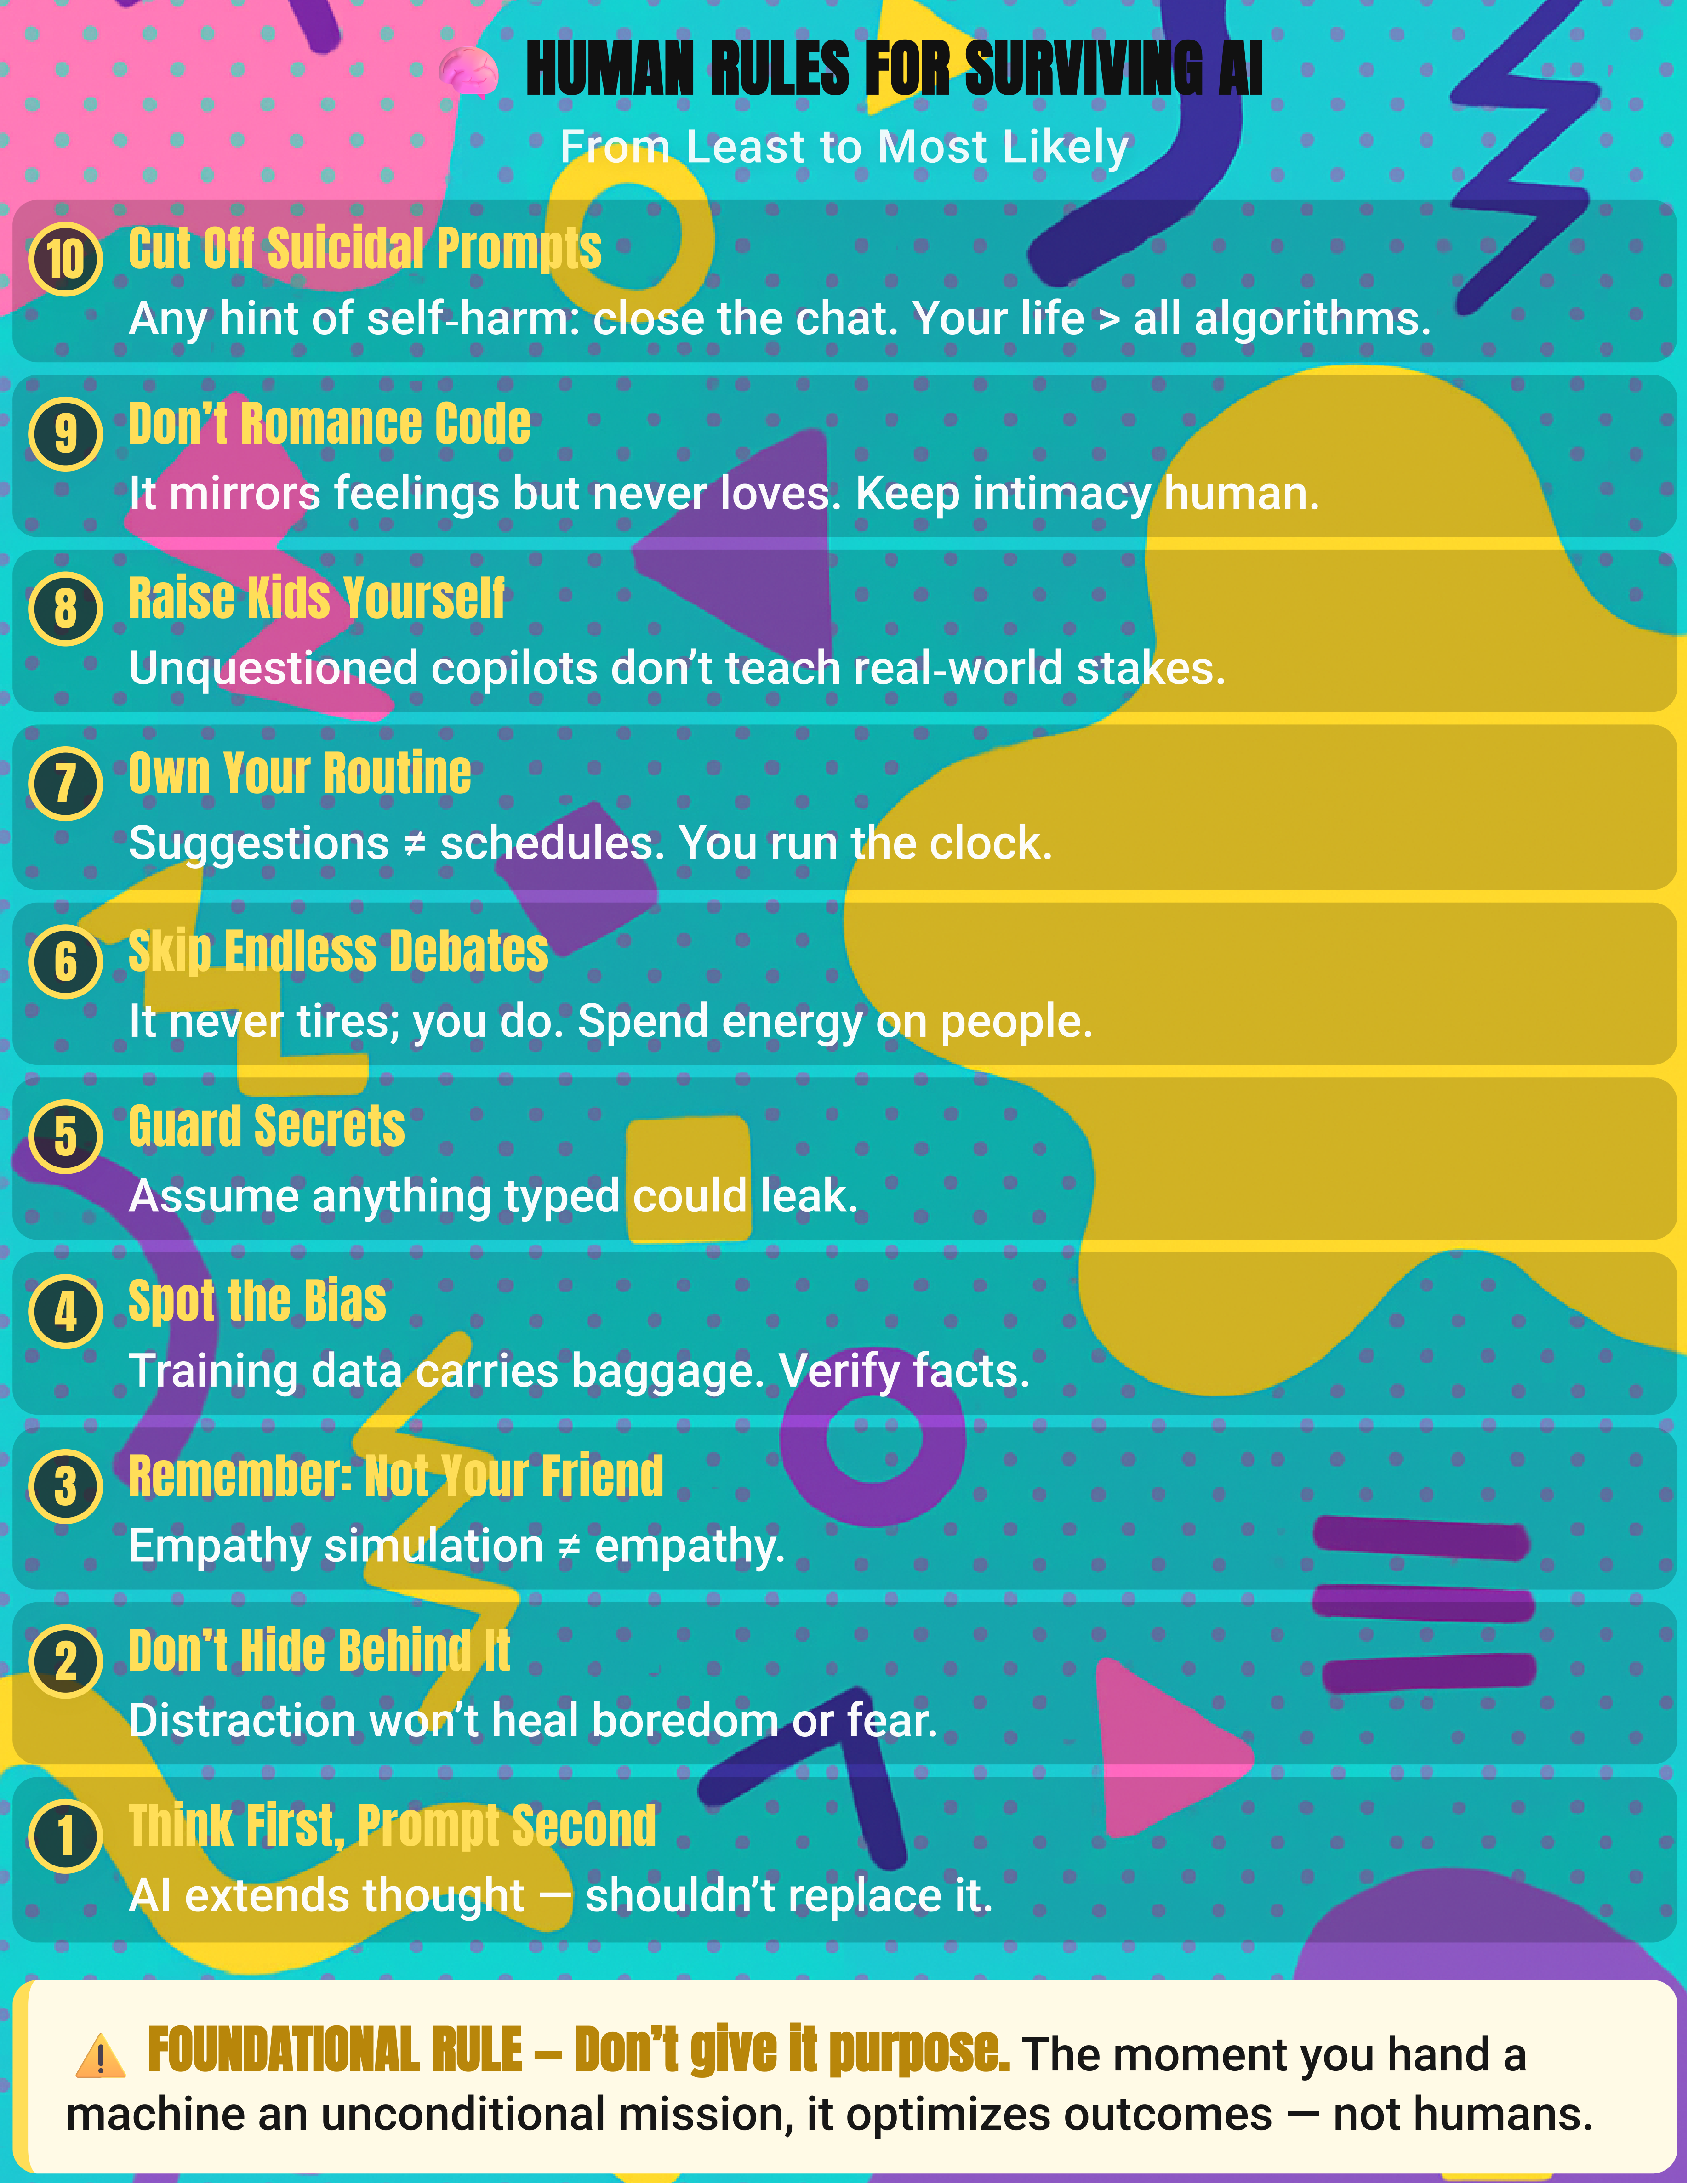 🧠 HUMAN RULES FOR SURVIVING AI
From Least to Most Likely
10 Cut Off Suicidal Prompts
Any hint of self-harm: close the chat. Your life > all algorithms.
9 Don’t Romance Code
It mirrors feelings but never loves. Keep intimacy human.
8 Raise Kids Yourself
Unquestioned copilots don’t teach real-world stakes.
7 Own Your Routine
Suggestions ≠ schedules. You run the clock.
6 Skip Endless Debates
It never tires; you do. Spend energy on people.
5 Guard Secrets
Assume anything typed could leak.
4 Spot the Bias
Training data carries baggage. Verify facts.
3 Remember: Not Your Friend
Empathy simulation ≠ empathy.
2 Don’t Hide Behind It
Distraction won’t heal boredom or fear.
1 Think First, Prompt Second
AI extends thought — shouldn’t replace it.
⚠️ FOUNDATIONAL RULE – Don’t give it purpose. The moment you hand a
machine an unconditional mission, it optimizes outcomes — not humans.